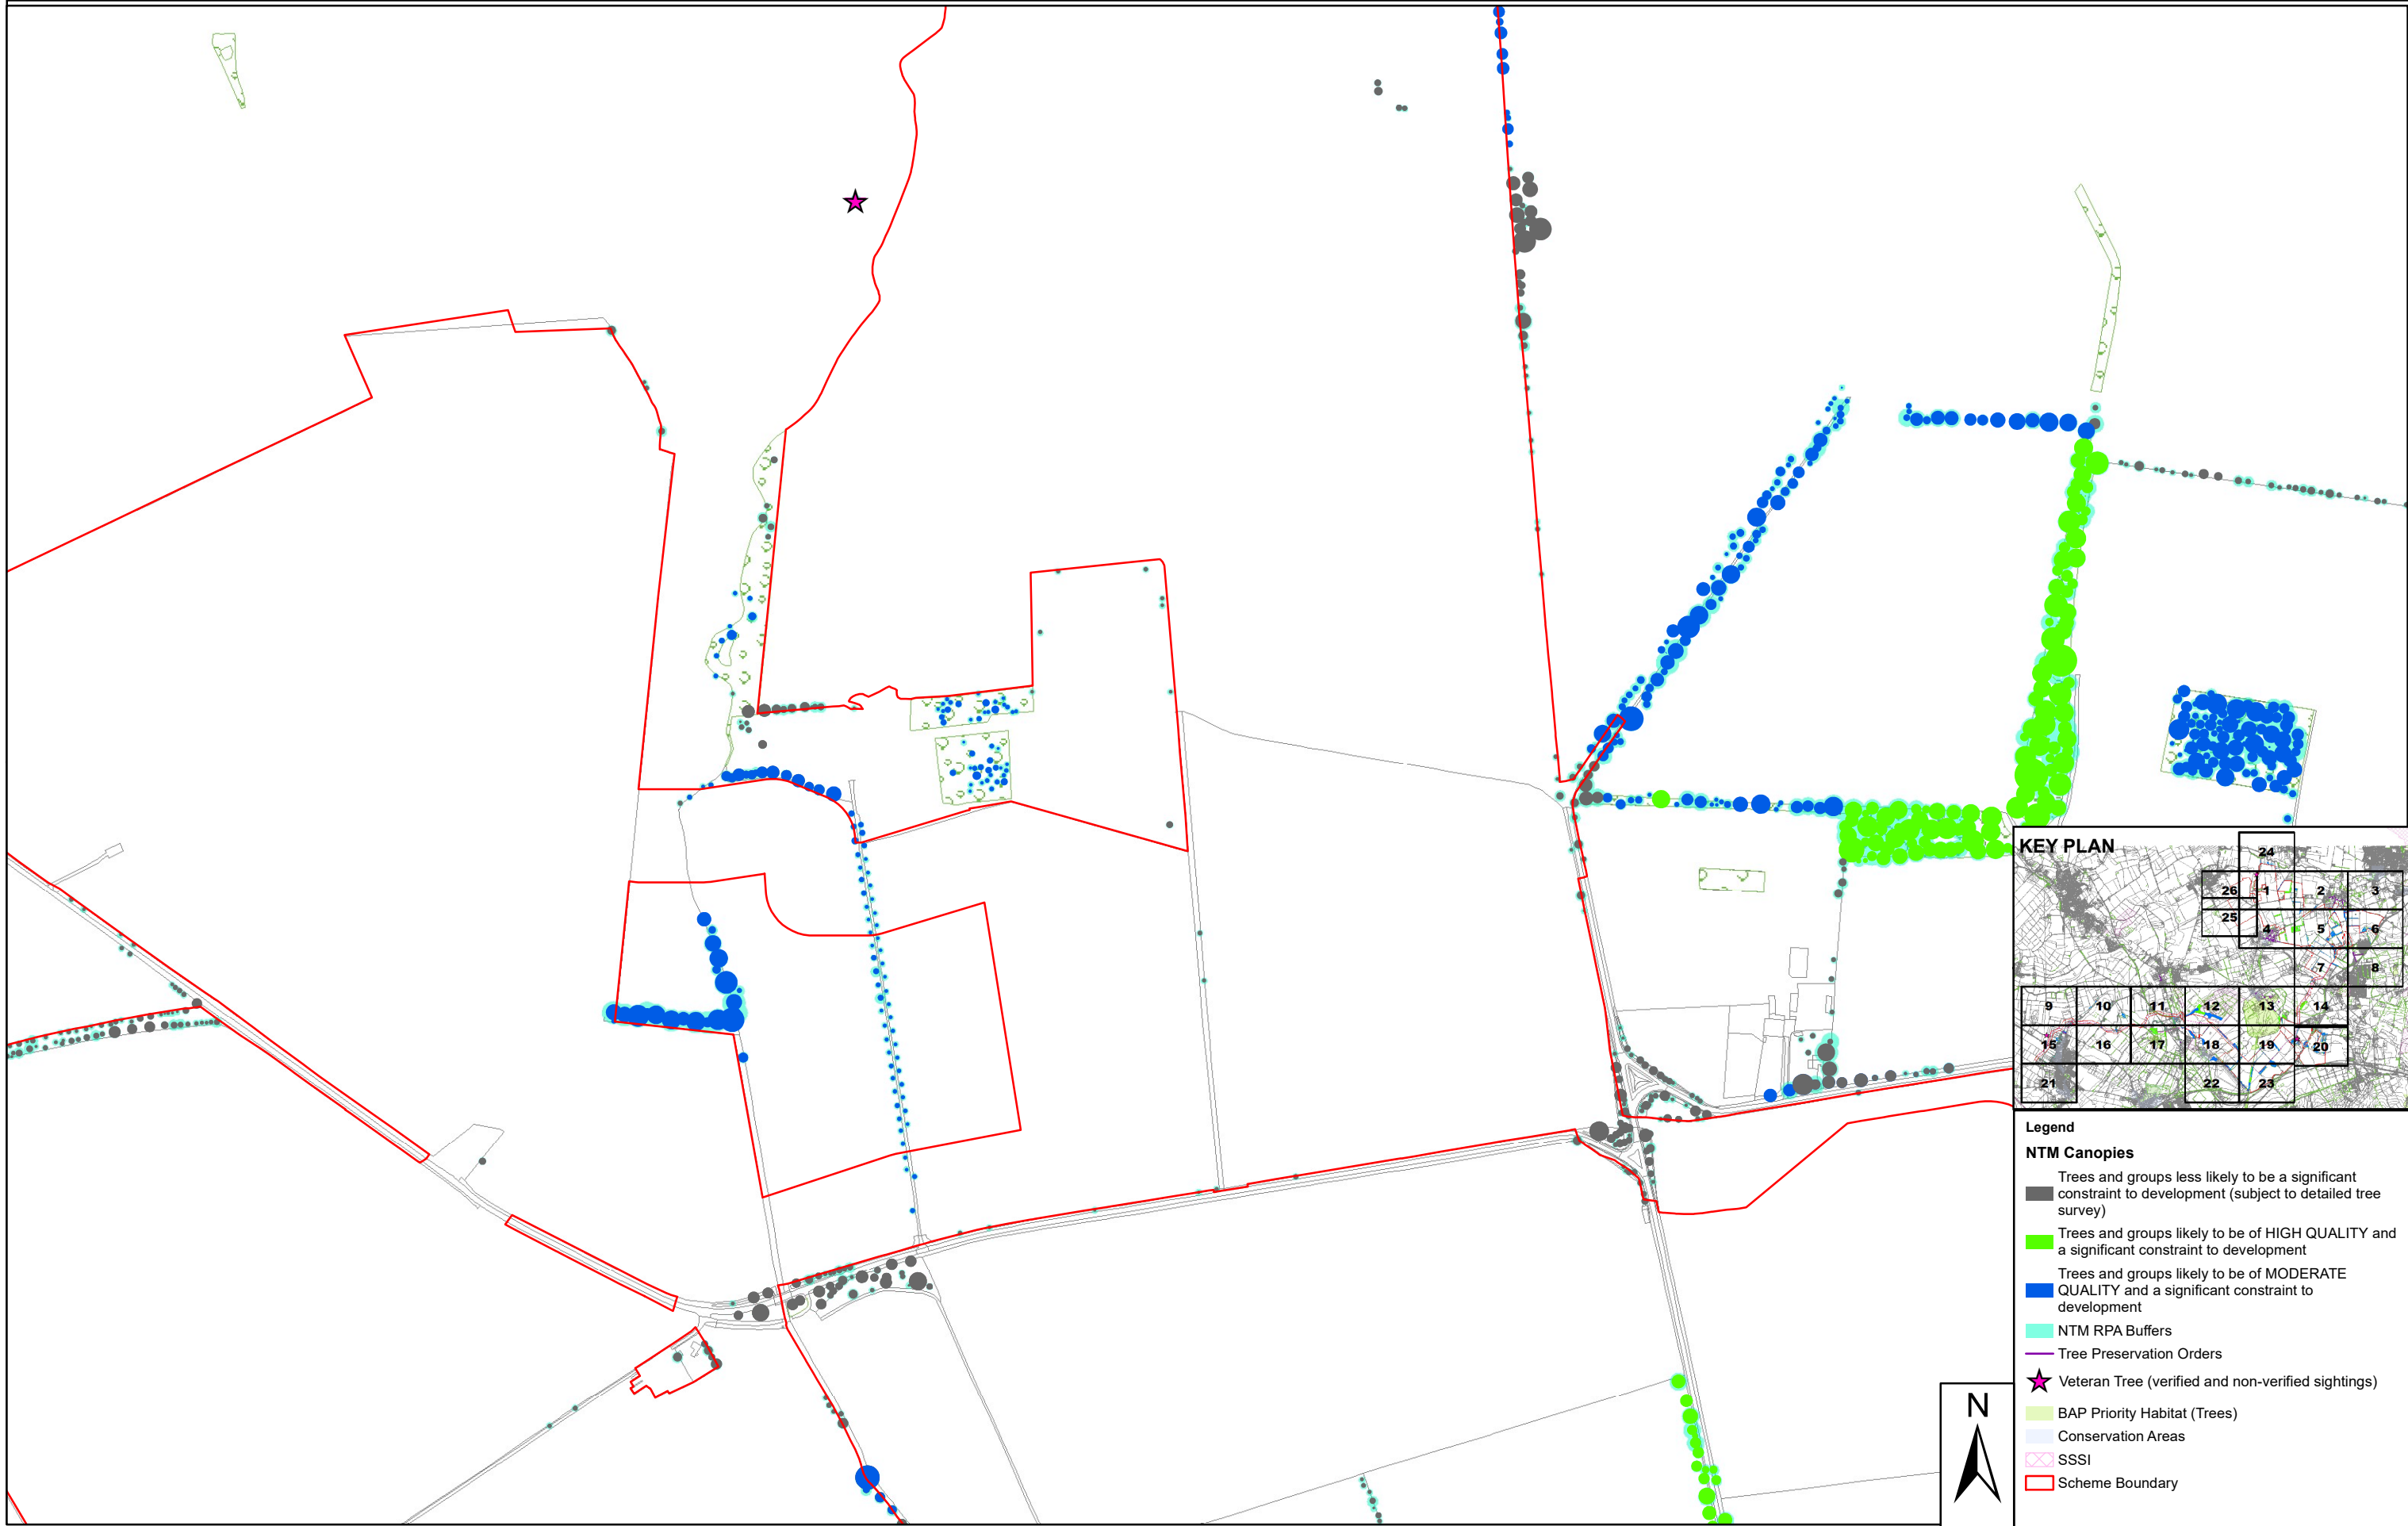 KEY PLAN
24
26
1
2
3
25
4
5
6
7
8
9
10
11
12
13
14
15
16
17
18
19
20
21
22
23
Legend
NTM Canopies
Trees and groups less likely to be a significant
constraint to development (subject to detailed tree
survey)
Trees and groups likely to be of HIGH QUALITY and
a significant constraint to development
Trees and groups likely to be of MODERATE
QUALITY and a significant constraint to
development
NTM RPA Buffers
Tree Preservation Orders
Veteran Tree (verified and non-verified sightings)
BAP Priority Habitat (Trees)
Conservation Areas
SSSI
Scheme Boundary
N